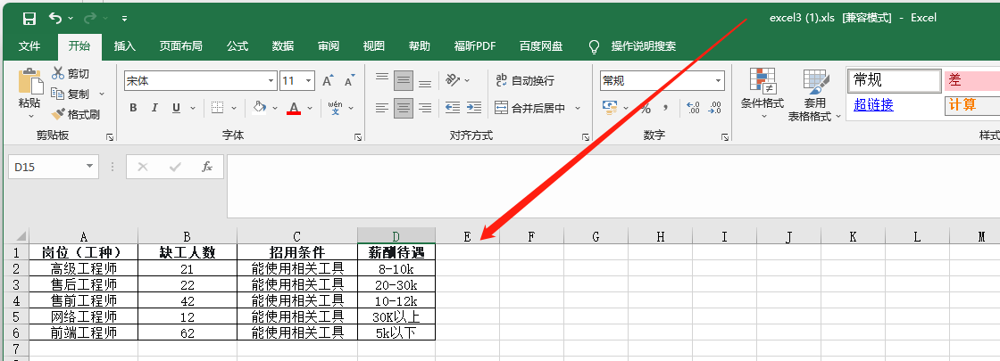 excel3 (1).xls [兼容模式] - Excel
文件 开始 插入 页面布局 公式 数据 审阅 视图 帮助 福昕PDF 百度网盘 操作说明搜索
粘贴 剪切 复制 格式刷
宋体 11 A A
B I U A wén 文
ab 自动换行
合并后居中
常规
% , .00
条件格式 套用表格格式
常规 差
超链接 计算
剪贴板 字体 对齐方式 数字 样式
D15 fx
A B C D E F G H I J K L M
1 岗位（工种） 缺工人数 招用条件 薪酬待遇
2 高级工程师 21 能使用相关工具 8-10k
3 售后工程师 22 能使用相关工具 20-30k
4 售前工程师 42 能使用相关工具 10-12k
5 网络工程师 12 能使用相关工具 30K以上
6 前端工程师 62 能使用相关工具 5k以下
7